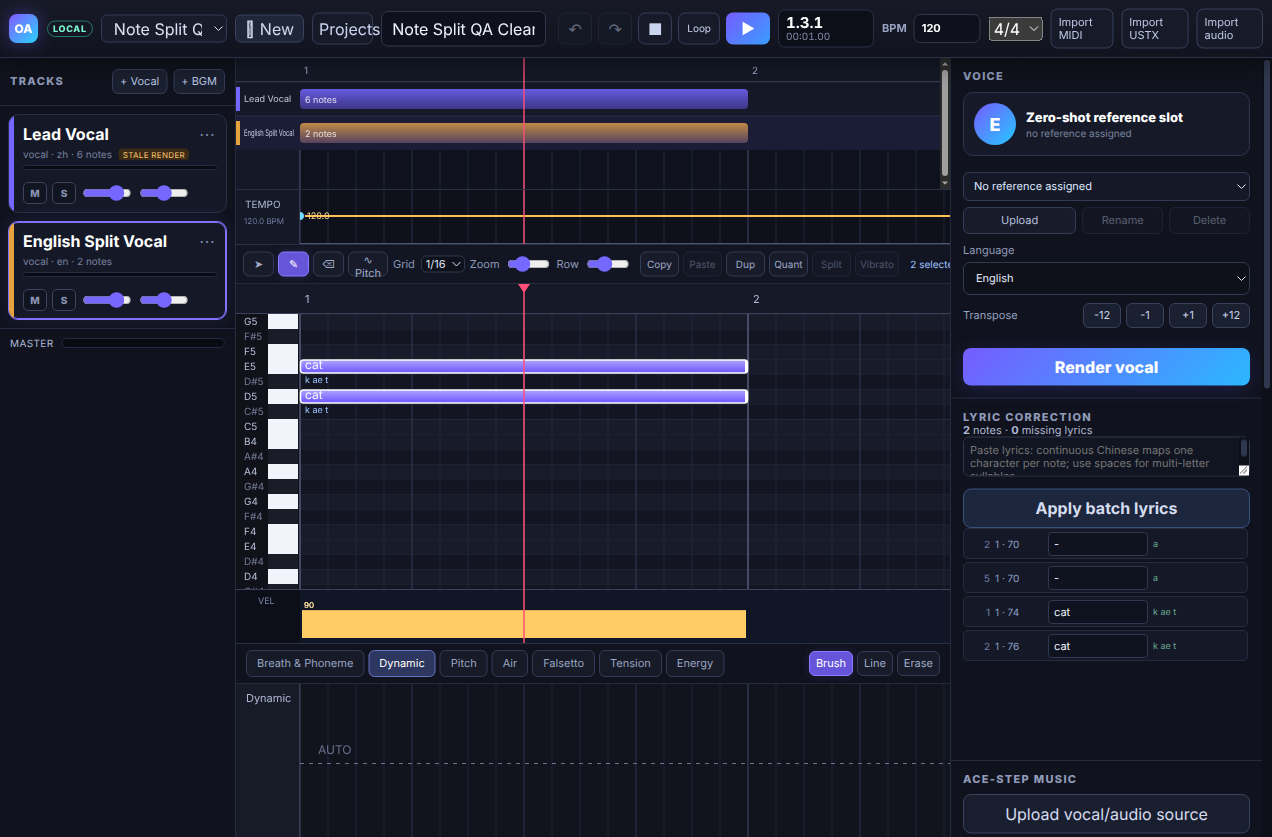 OA LOCAL Note Split Q New Projects Note Split QA Clear Loop 1.3.1 00:01.00 BPM 120 4/4 Import MIDI Import USTX Import audio
TRACKS + Vocal + BGM
Lead Vocal ...
vocal · zh · 6 notes STALE RENDER
M S
English Split Vocal ...
vocal · en · 2 notes
M S
MASTER
1 2
Lead Vocal 6 notes
English Split Vocal 2 notes
TEMPO
120.0 BPM
120.0
Pitch Grid 1/16 Zoom Row Copy Paste Dup Quant Split Vibrato 2 selecte
1 2
G5
F#5
F5
E5 cat
D#5 k ae t
D5 cat
C#5 k ae t
C5
B4
A#4
A4
G#4
G4
F#4
F4
E4
D#4
D4
VEL 90
Breath & Phoneme Dynamic Pitch Air Falsetto Tension Energy Brush Line Erase
Dynamic
AUTO
VOICE
E Zero-shot reference slot
no reference assigned
No reference assigned
Upload Rename Delete
Language
English
Transpose -12 -1 +1 +12
Render vocal
LYRIC CORRECTION
2 notes · 0 missing lyrics
Paste lyrics: continuous Chinese maps one
character per note; use spaces for multi-letter
Apply batch lyrics
2 1 · 70 - a
5 1 · 70 - a
1 1 · 74 cat k ae t
2 1 · 76 cat k ae t
ACE-STEP MUSIC
Upload vocal/audio source